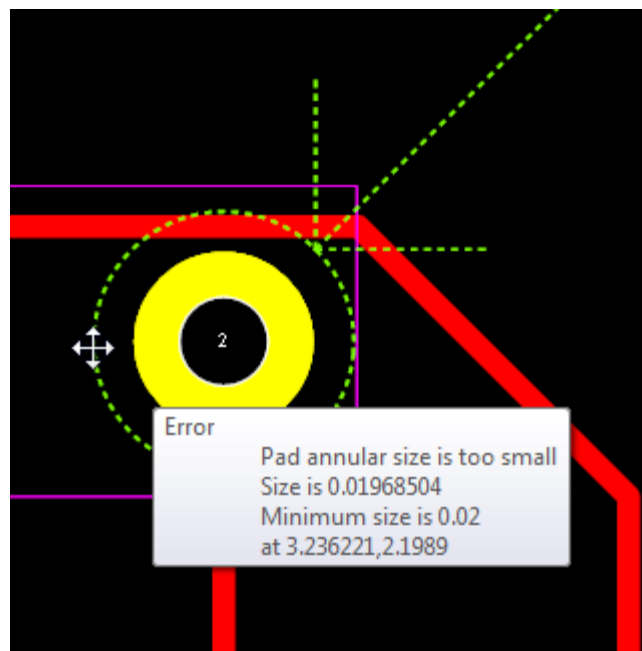 2
Error
Pad annular size is too small
Size is 0.01968504
Minimum size is 0.02
at 3.236221,2.1989